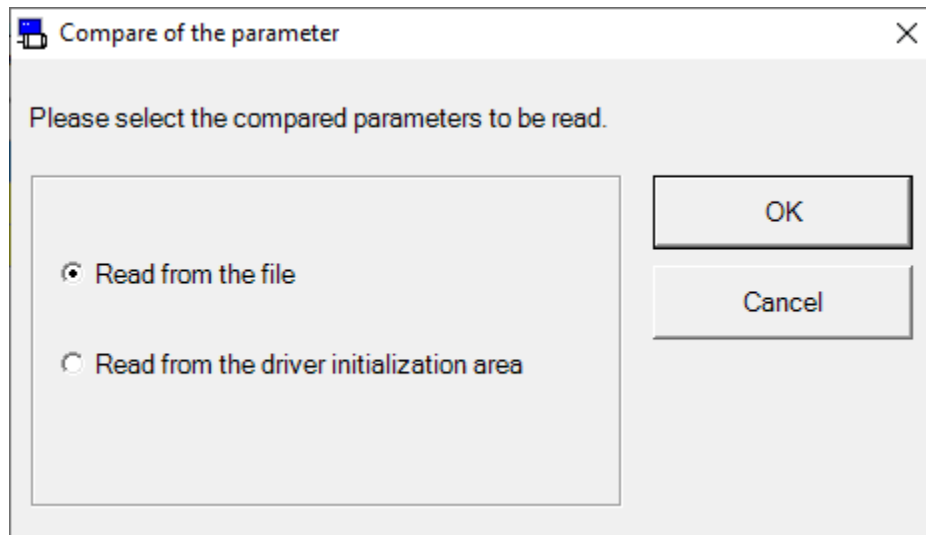 Compare of the parameter
Please select the compared parameters to be read.
OK
Read from the file
Cancel
Read from the driver initialization area